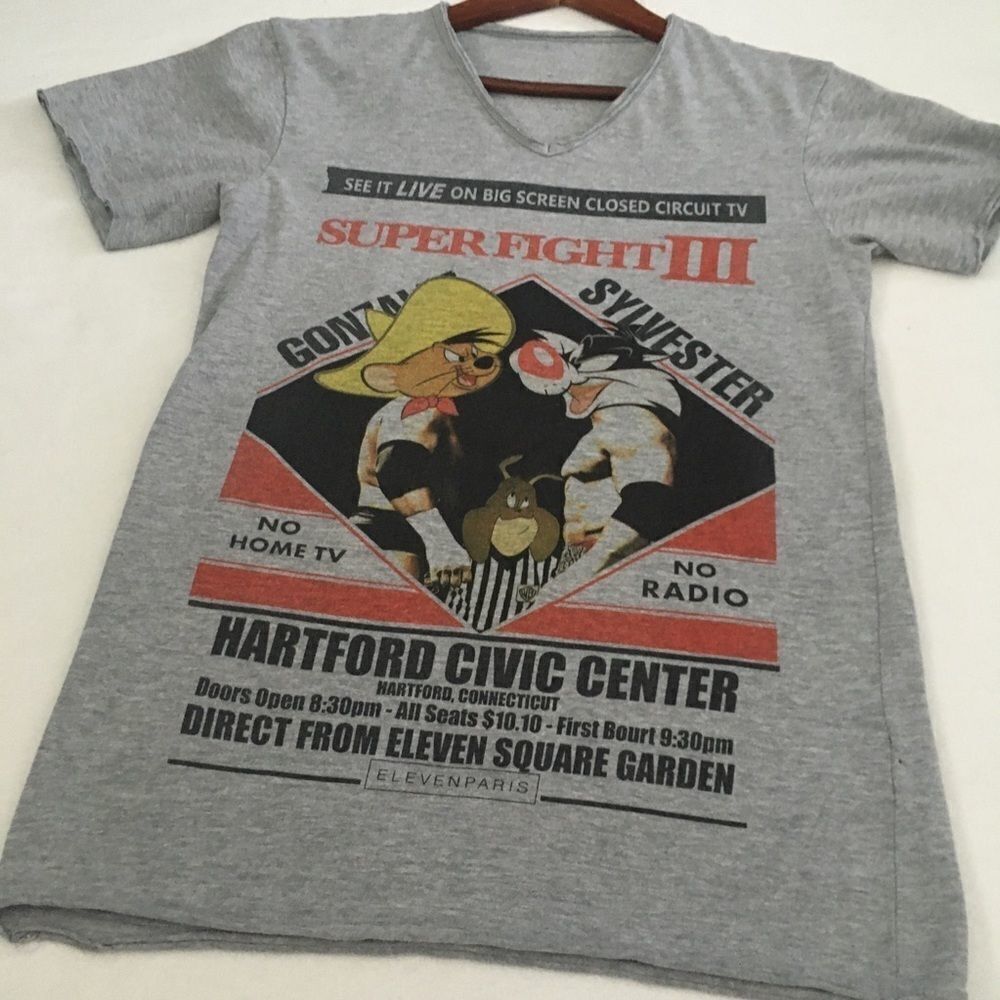 SEE IT LIVE ON BIG SCREEN CLOSED CIRCUIT TV
SUPER FIGHT III
SYLVESTER
NO
HOME TV
NO
RADIO
WB
HARTFORD CIVIC CENTER
HARTFORD, CONNECTICUT
Doors Open 8:30pm - All Seats $10.10 - First Bourt 9:30pm
DIRECT FROM ELEVEN SQUARE GARDEN
ELEVENPARIS